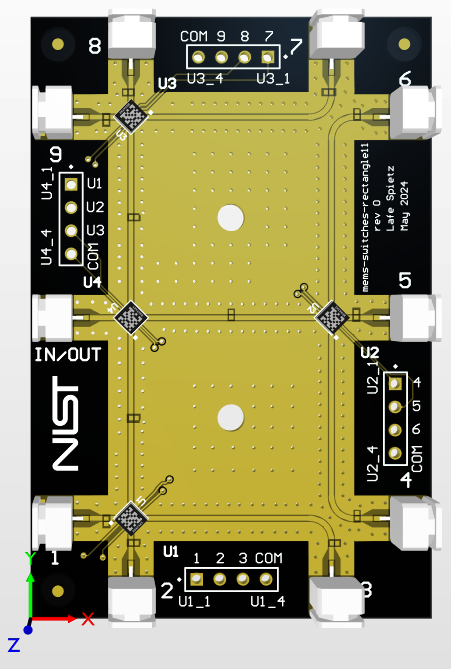 8
COM 9 8 7
7
U3_4 U3_1
U3
6
9
U4_1
U1
U2
U3
COM
U4_4
U4
mems-switches-rectangle11
rev 0
Lafe Spietz
May 2024
5
IN/OUT
NIST
U2
U2_1
4
5
6
COM
U2_4
4
1
U1
1 2 3 COM
2
U1_1 U1_4
3
Y
X
Z